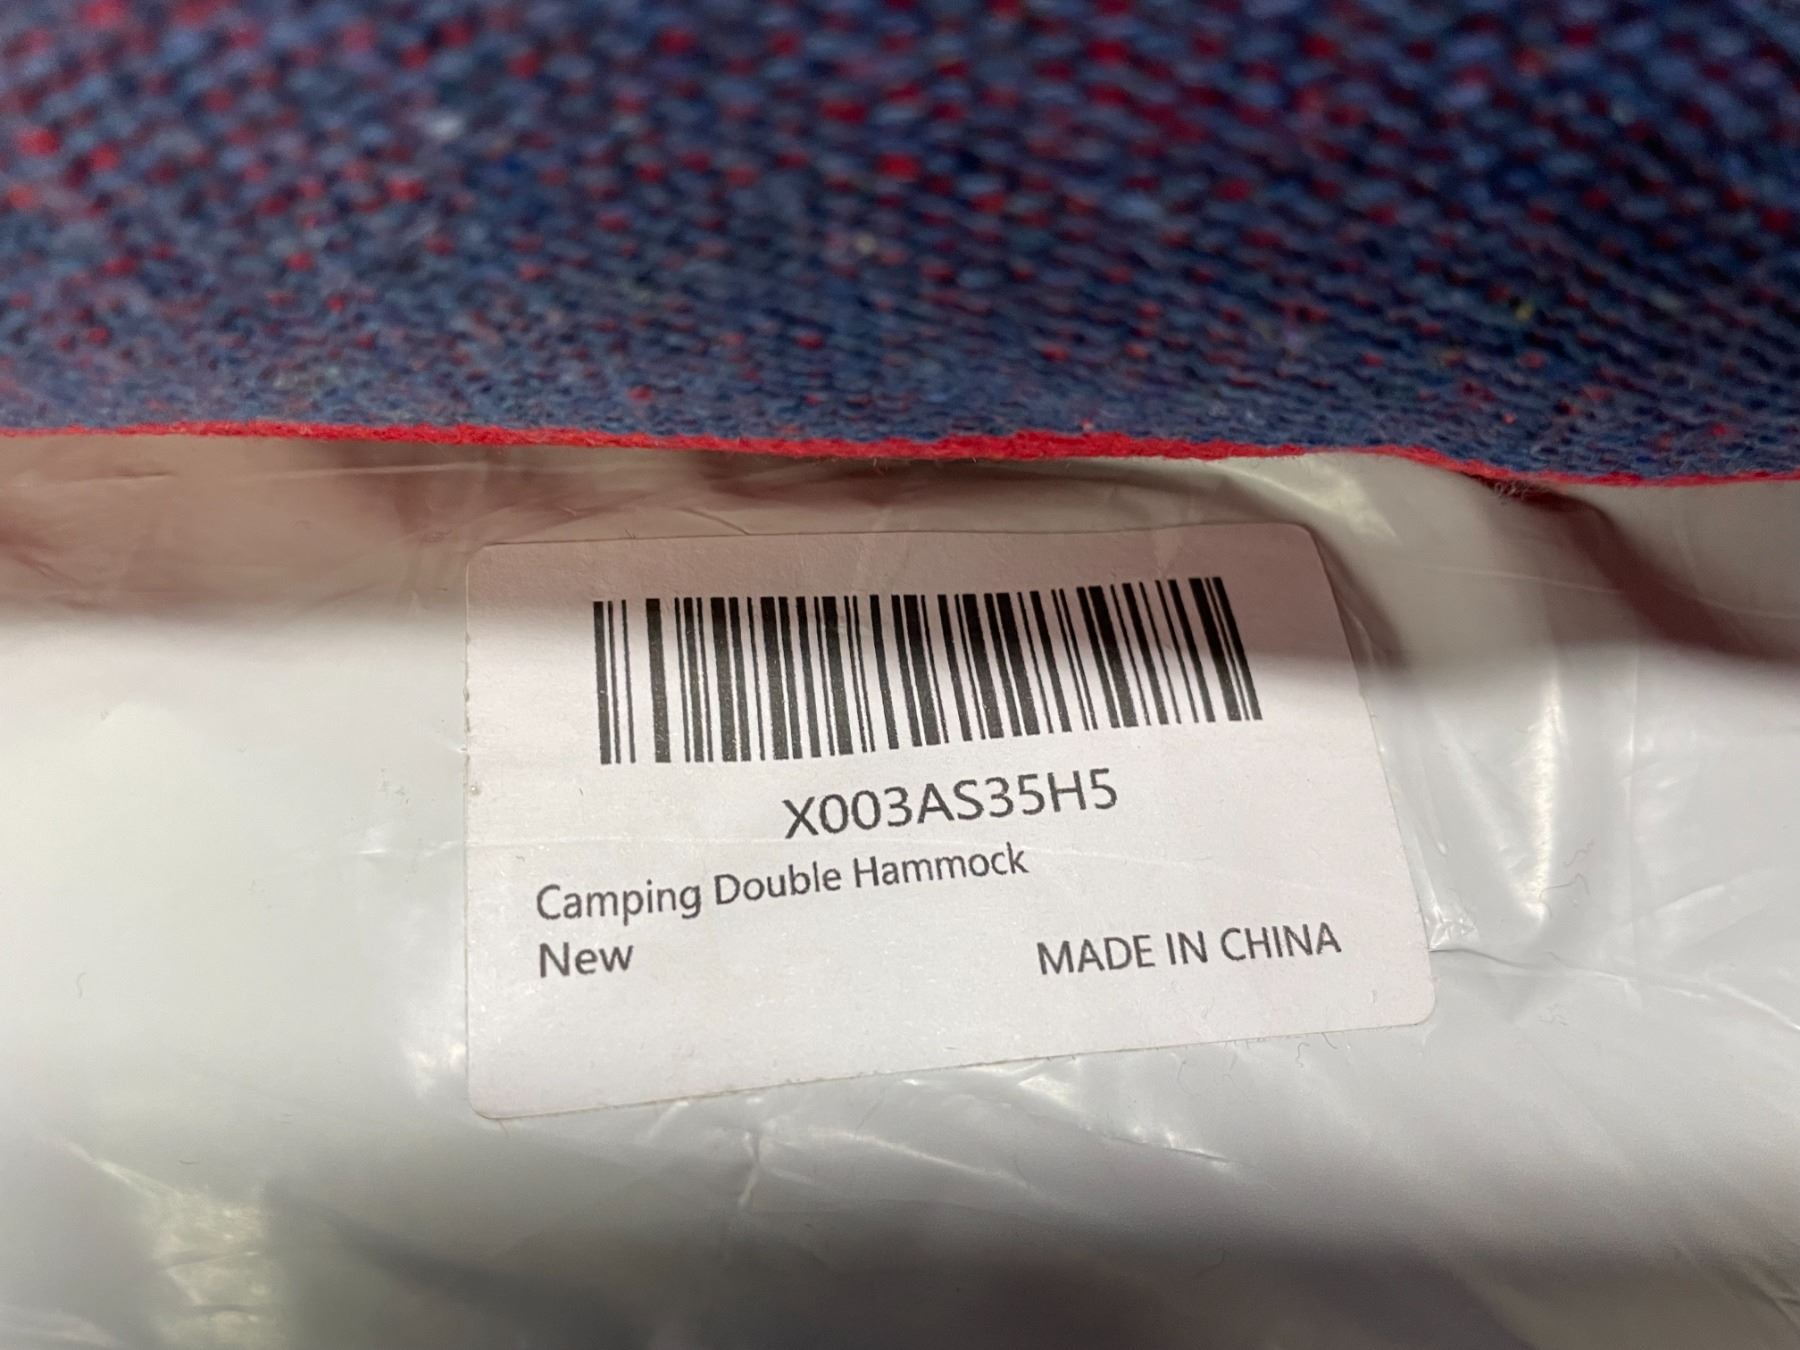 X003AS35H5
Camping Double Hammock
New MADE IN CHINA